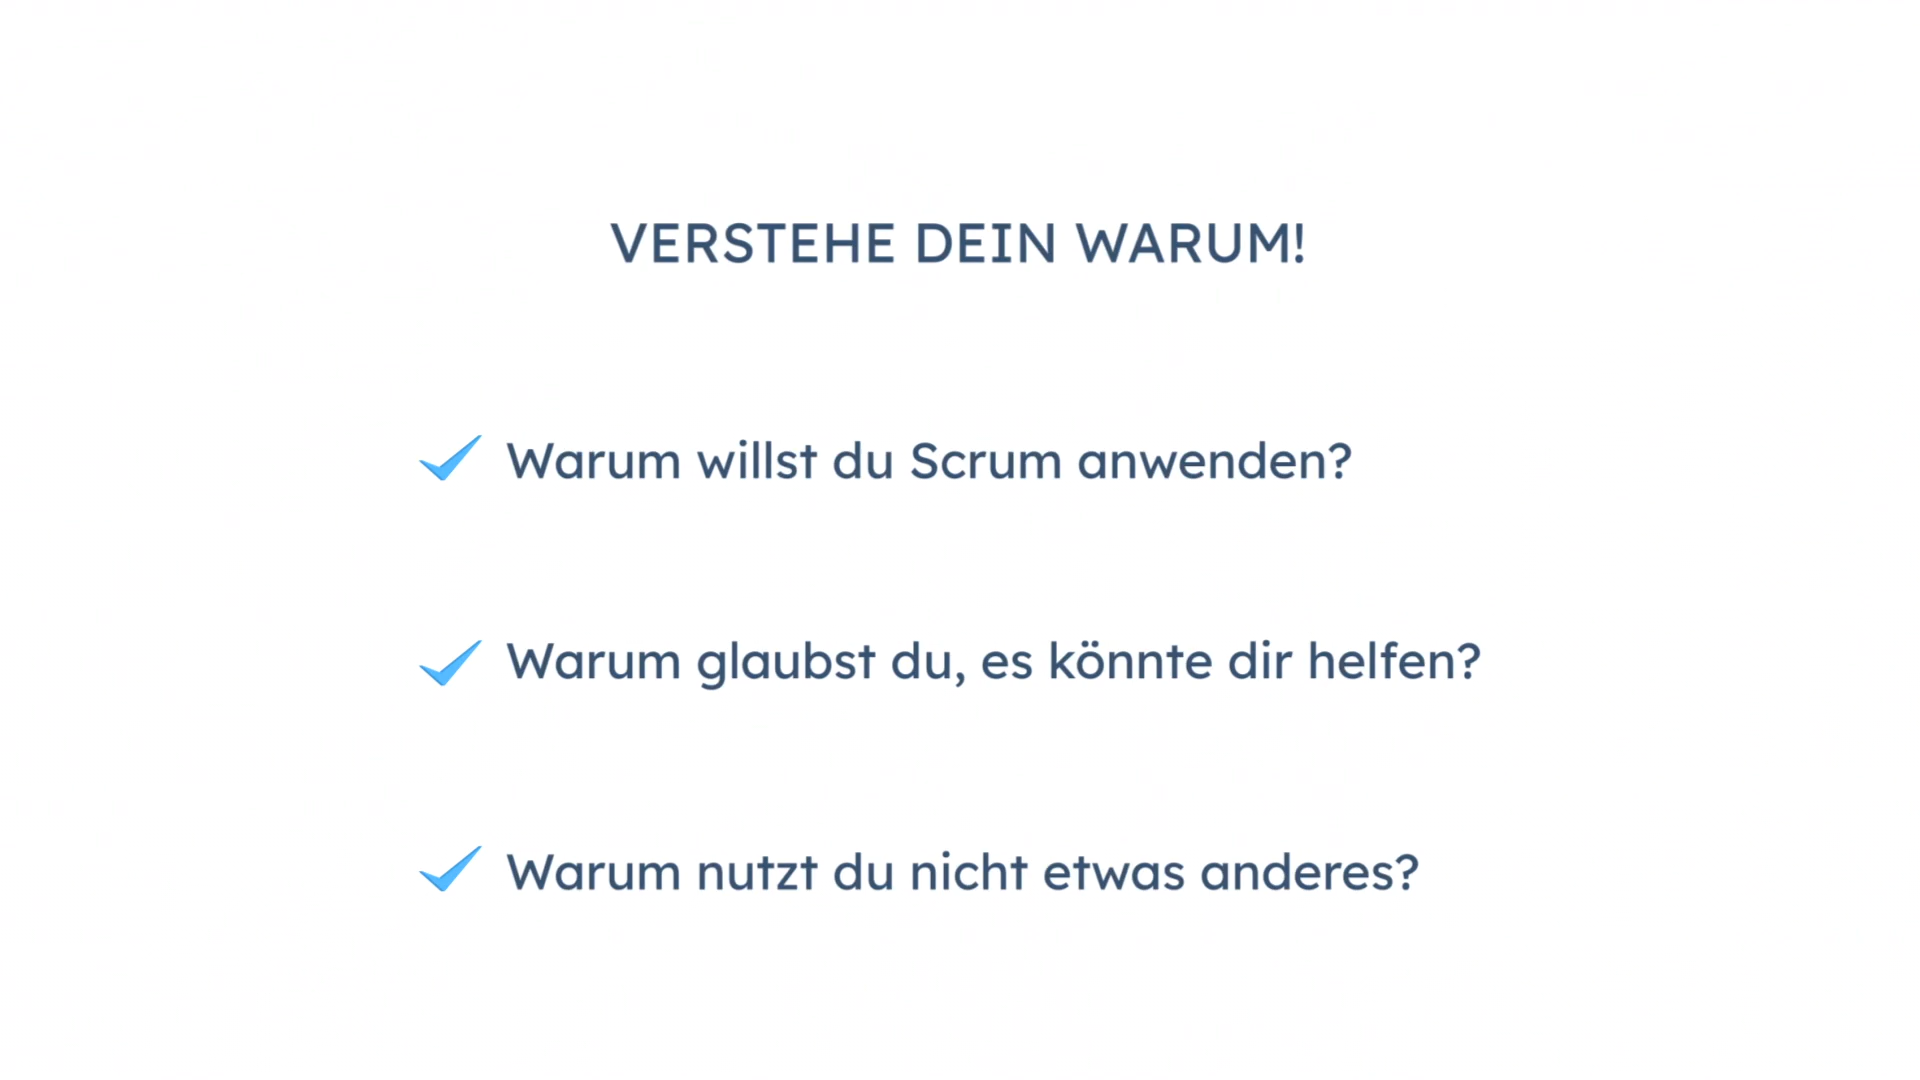 VERSTEHE DEIN WARUM!
Warum willst du Scrum anwenden?
Warum glaubst du, es könnte dir helfen?
Warum nutzt du nicht etwas anderes?